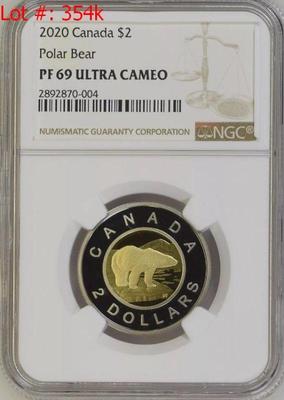 Lot #: 354k
2020 Canada $2
Polar Bear
PF 69 ULTRA CAMEO
2892870-004
NUMISMATIC GUARANTY CORPORATION
NGC
CANADA
2 DOLLARS